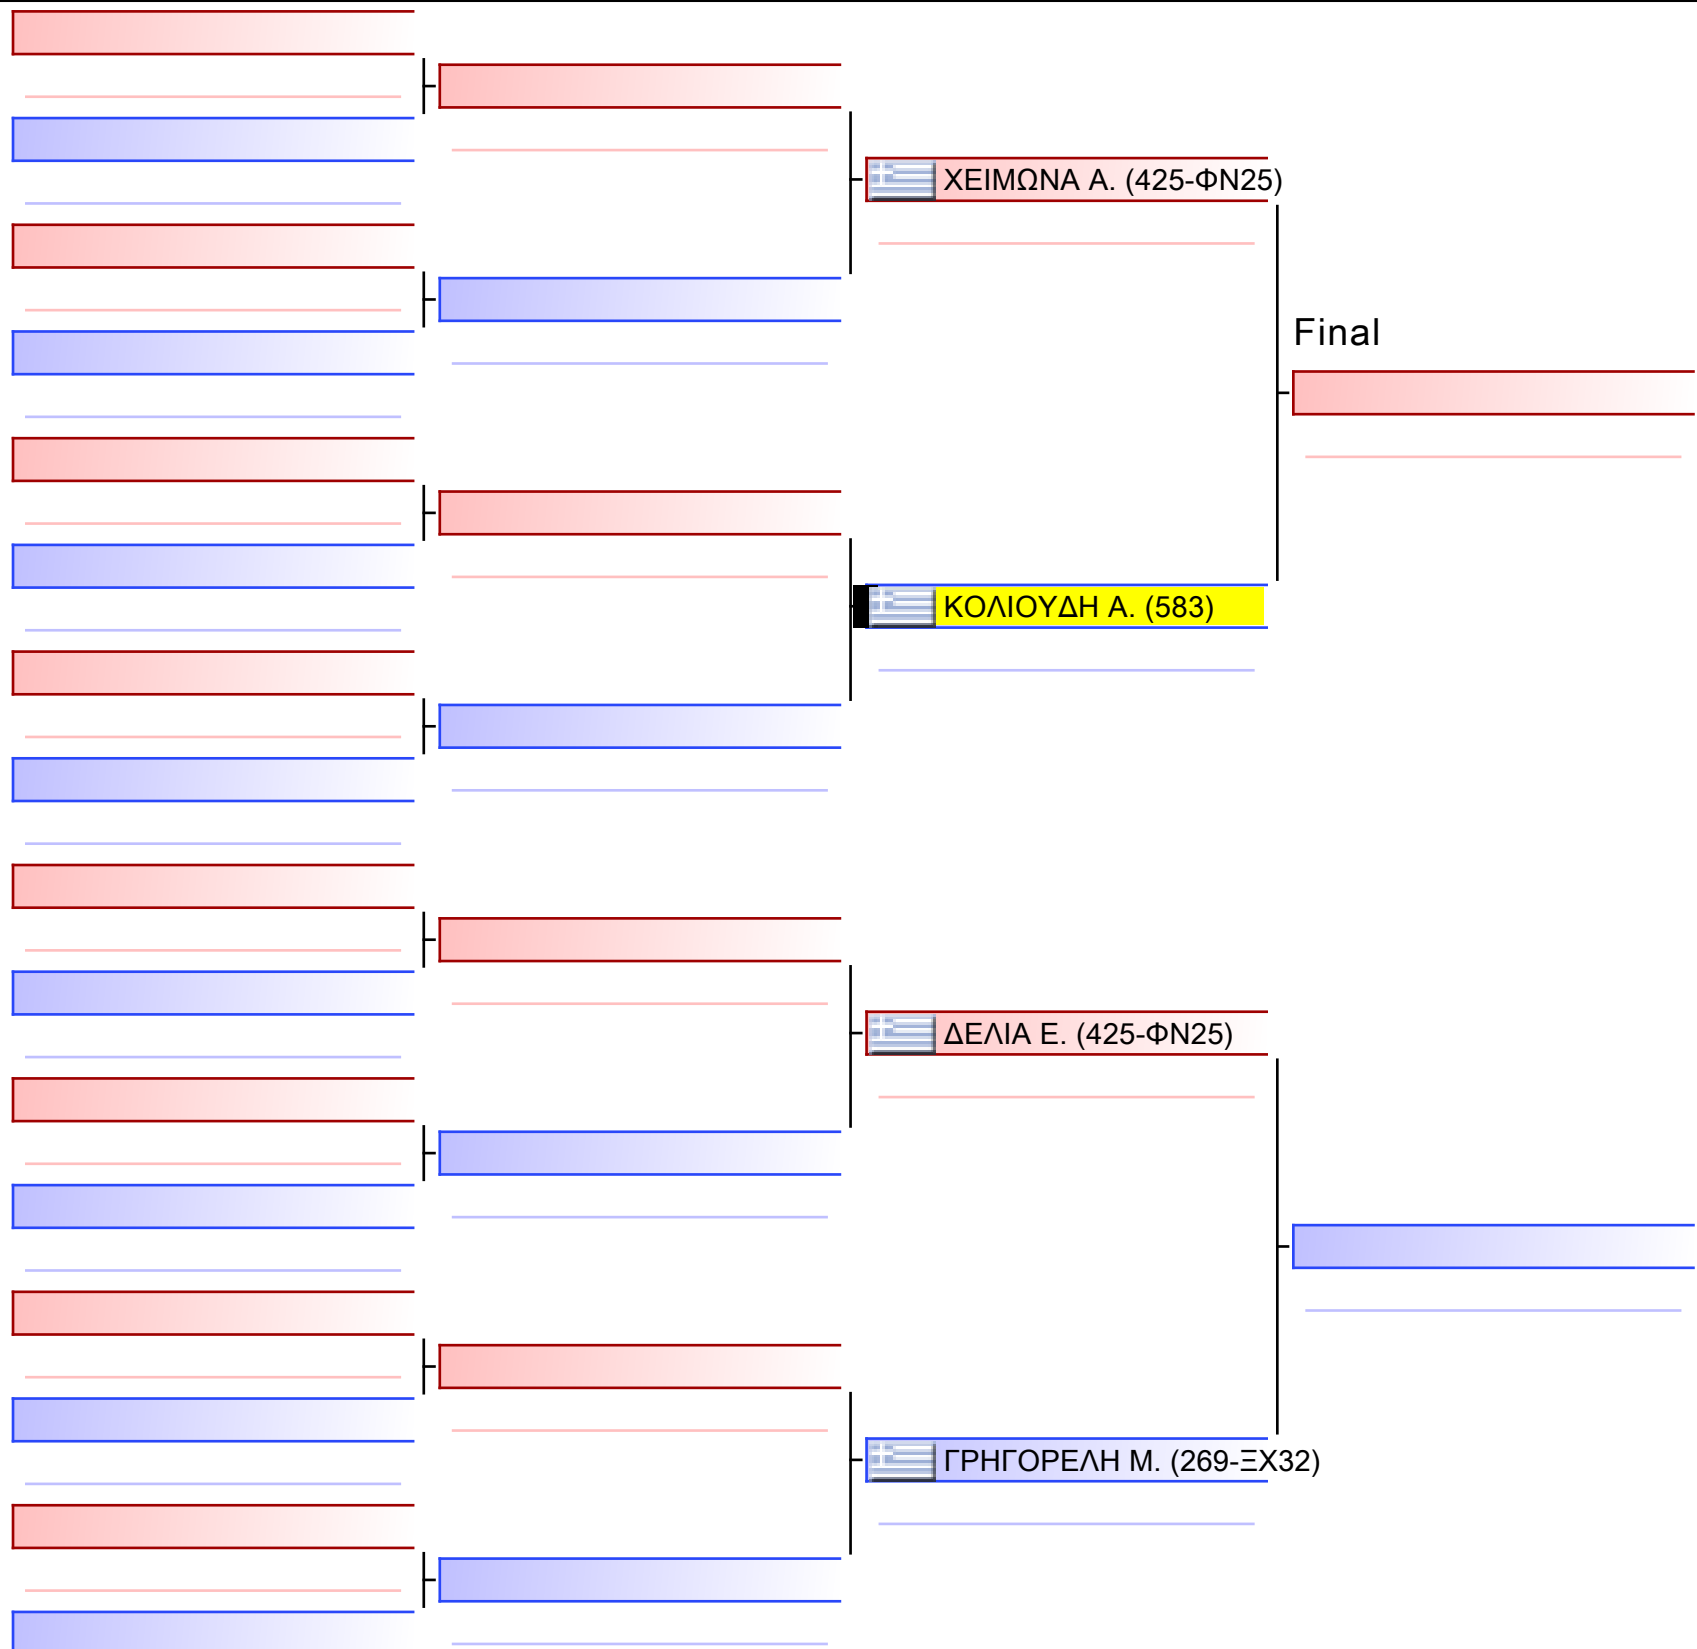 ΧΕΙΜΩΝΑ Α. (425-ΦΝ25)
Final
ΚΟΛΙΟΥΔΗ Α. (583)
ΔΕΛΙΑ Ε. (425-ΦΝ25)
ΓΡΗΓΟΡΕΛΗ Μ. (269-ΞΧ32)